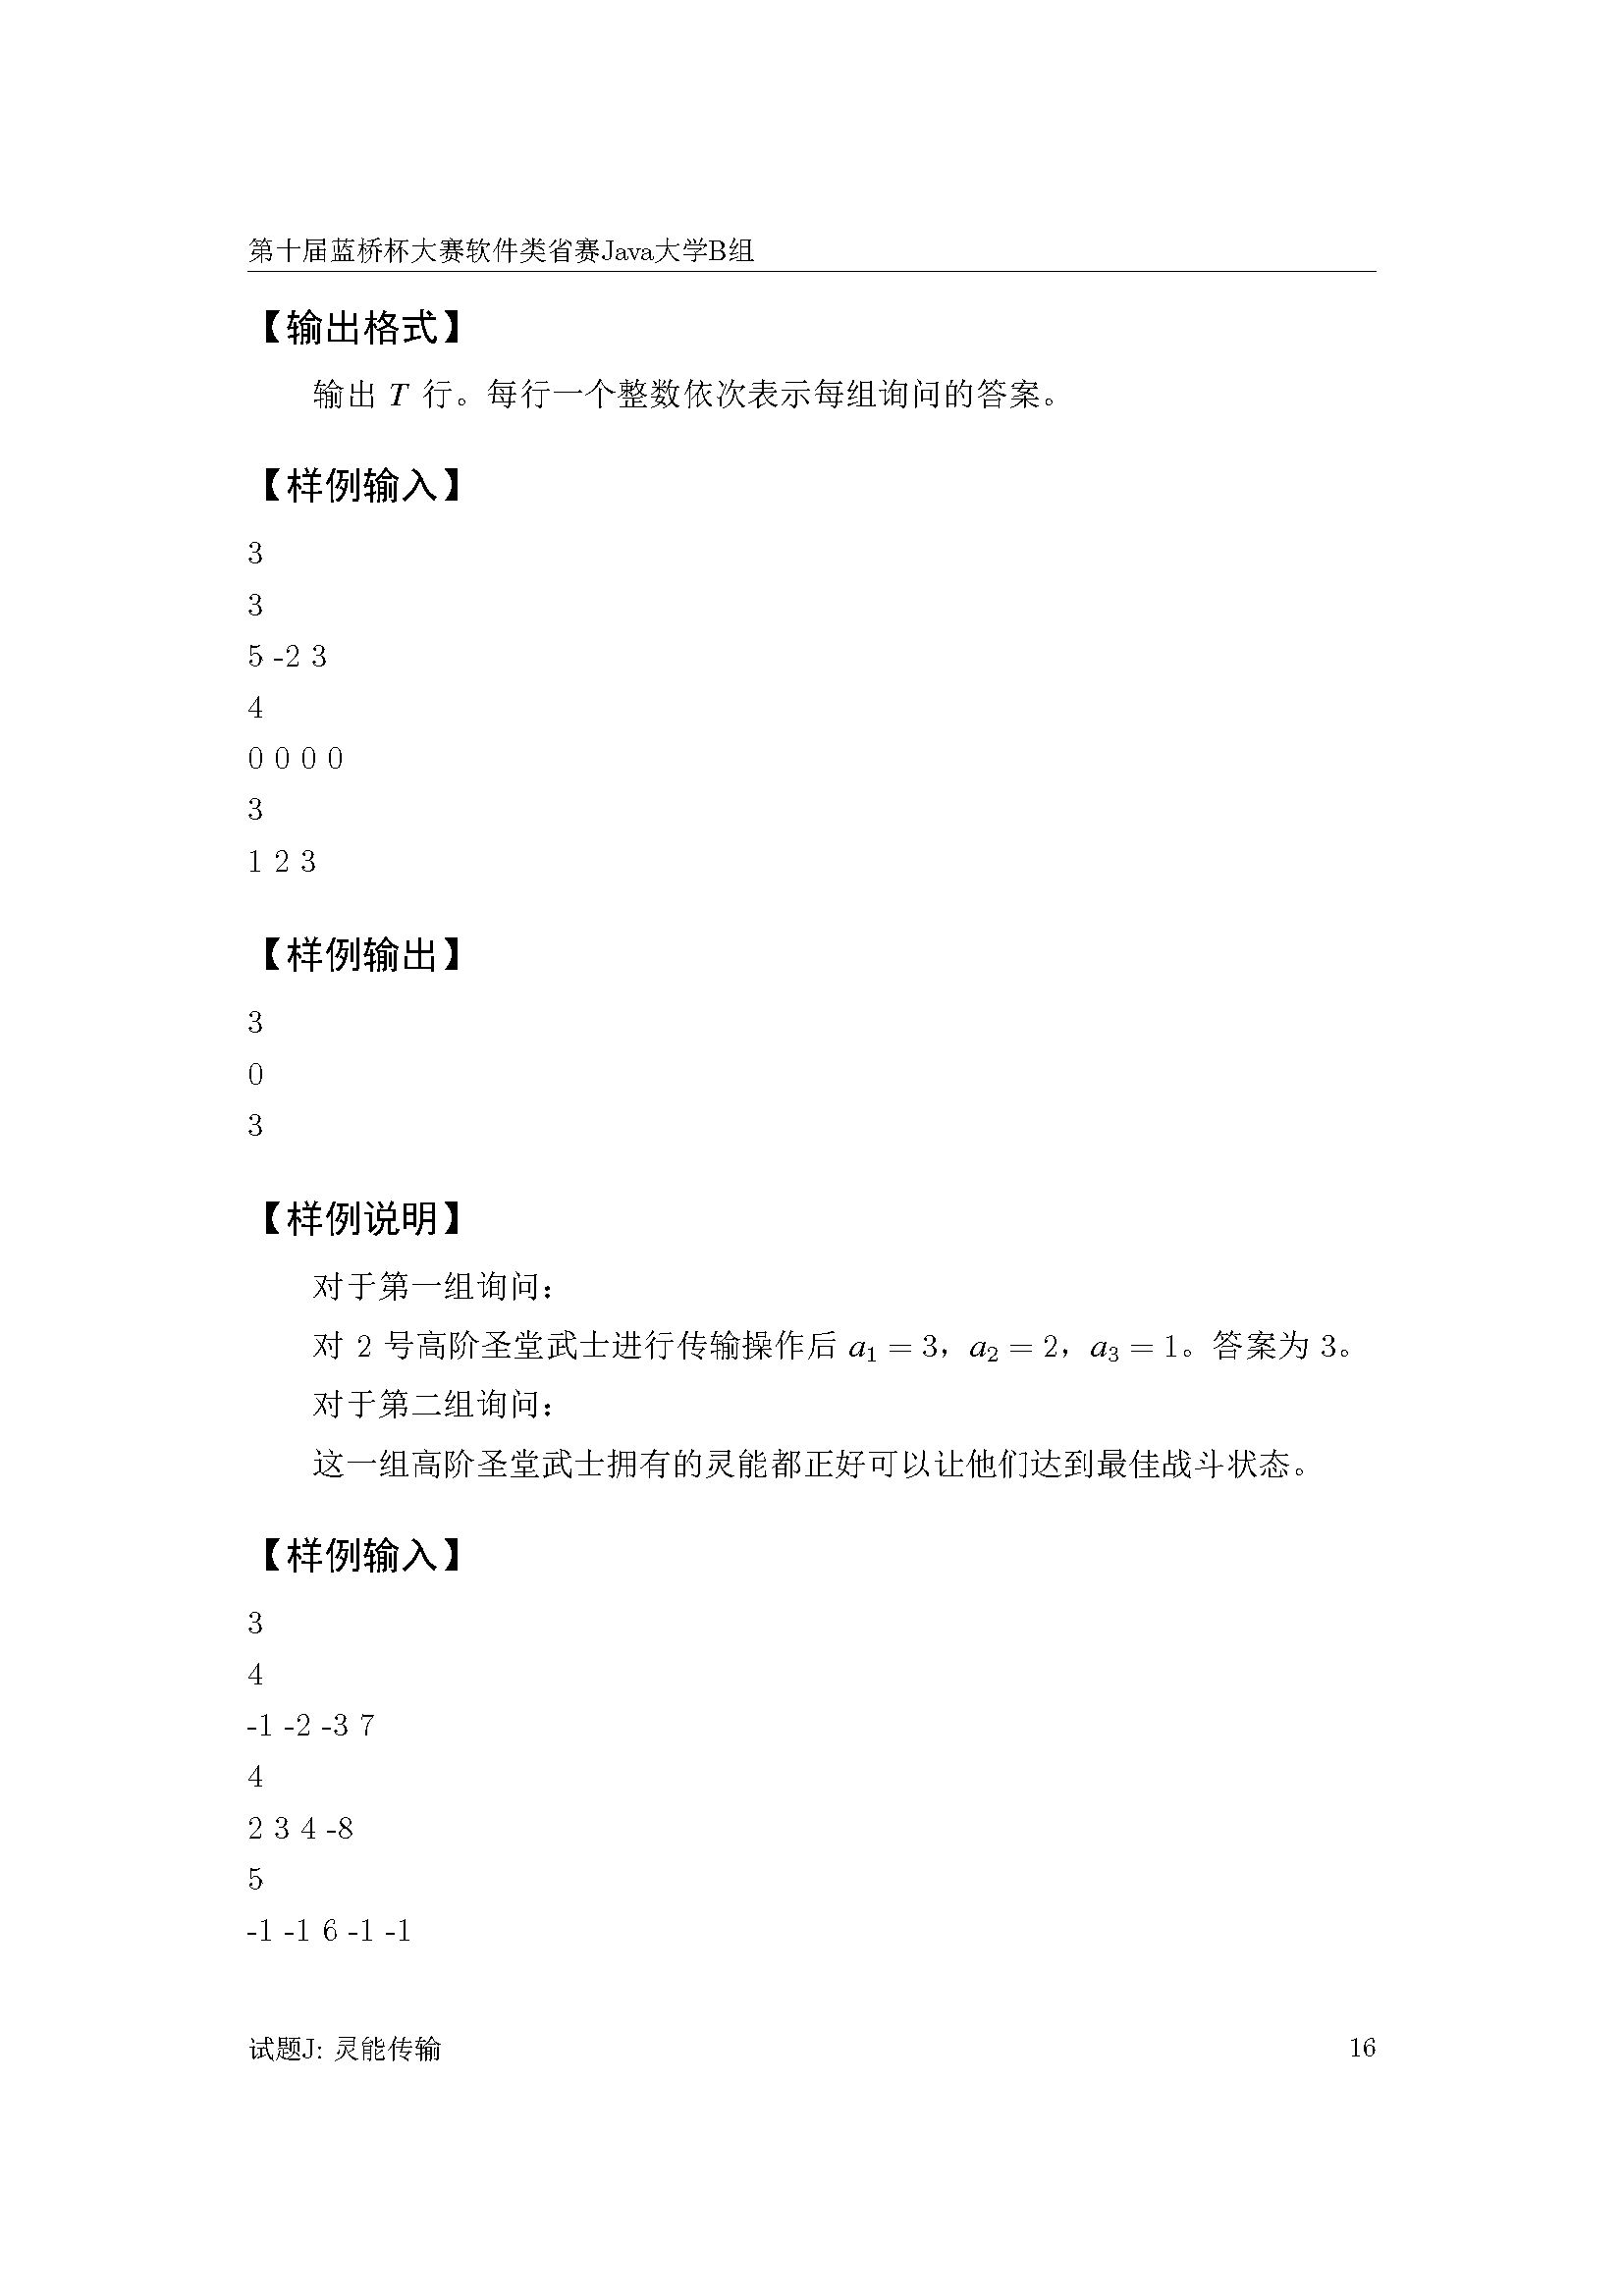 第十届蓝桥杯大赛软件类省赛Java大学B组
【输出格式】
输出 T 行。每行一个整数依次表示每组询问的答案。
【样例输入】
3
3
5 -2 3
4
0 0 0 0
3
1 2 3
【样例输出】
3
0
3
【样例说明】
对于第一组询问：
对 2 号高阶圣堂武士进行传输操作后 a₁ = 3，a₂ = 2，a₃ = 1。答案为 3。
对于第二组询问：
这一组高阶圣堂武士拥有的灵能都正好可以让他们达到最佳战斗状态。
【样例输入】
3
4
-1 -2 -3 7
4
2 3 4 -8
5
-1 -1 6 -1 -1
试题J: 灵能传输 16